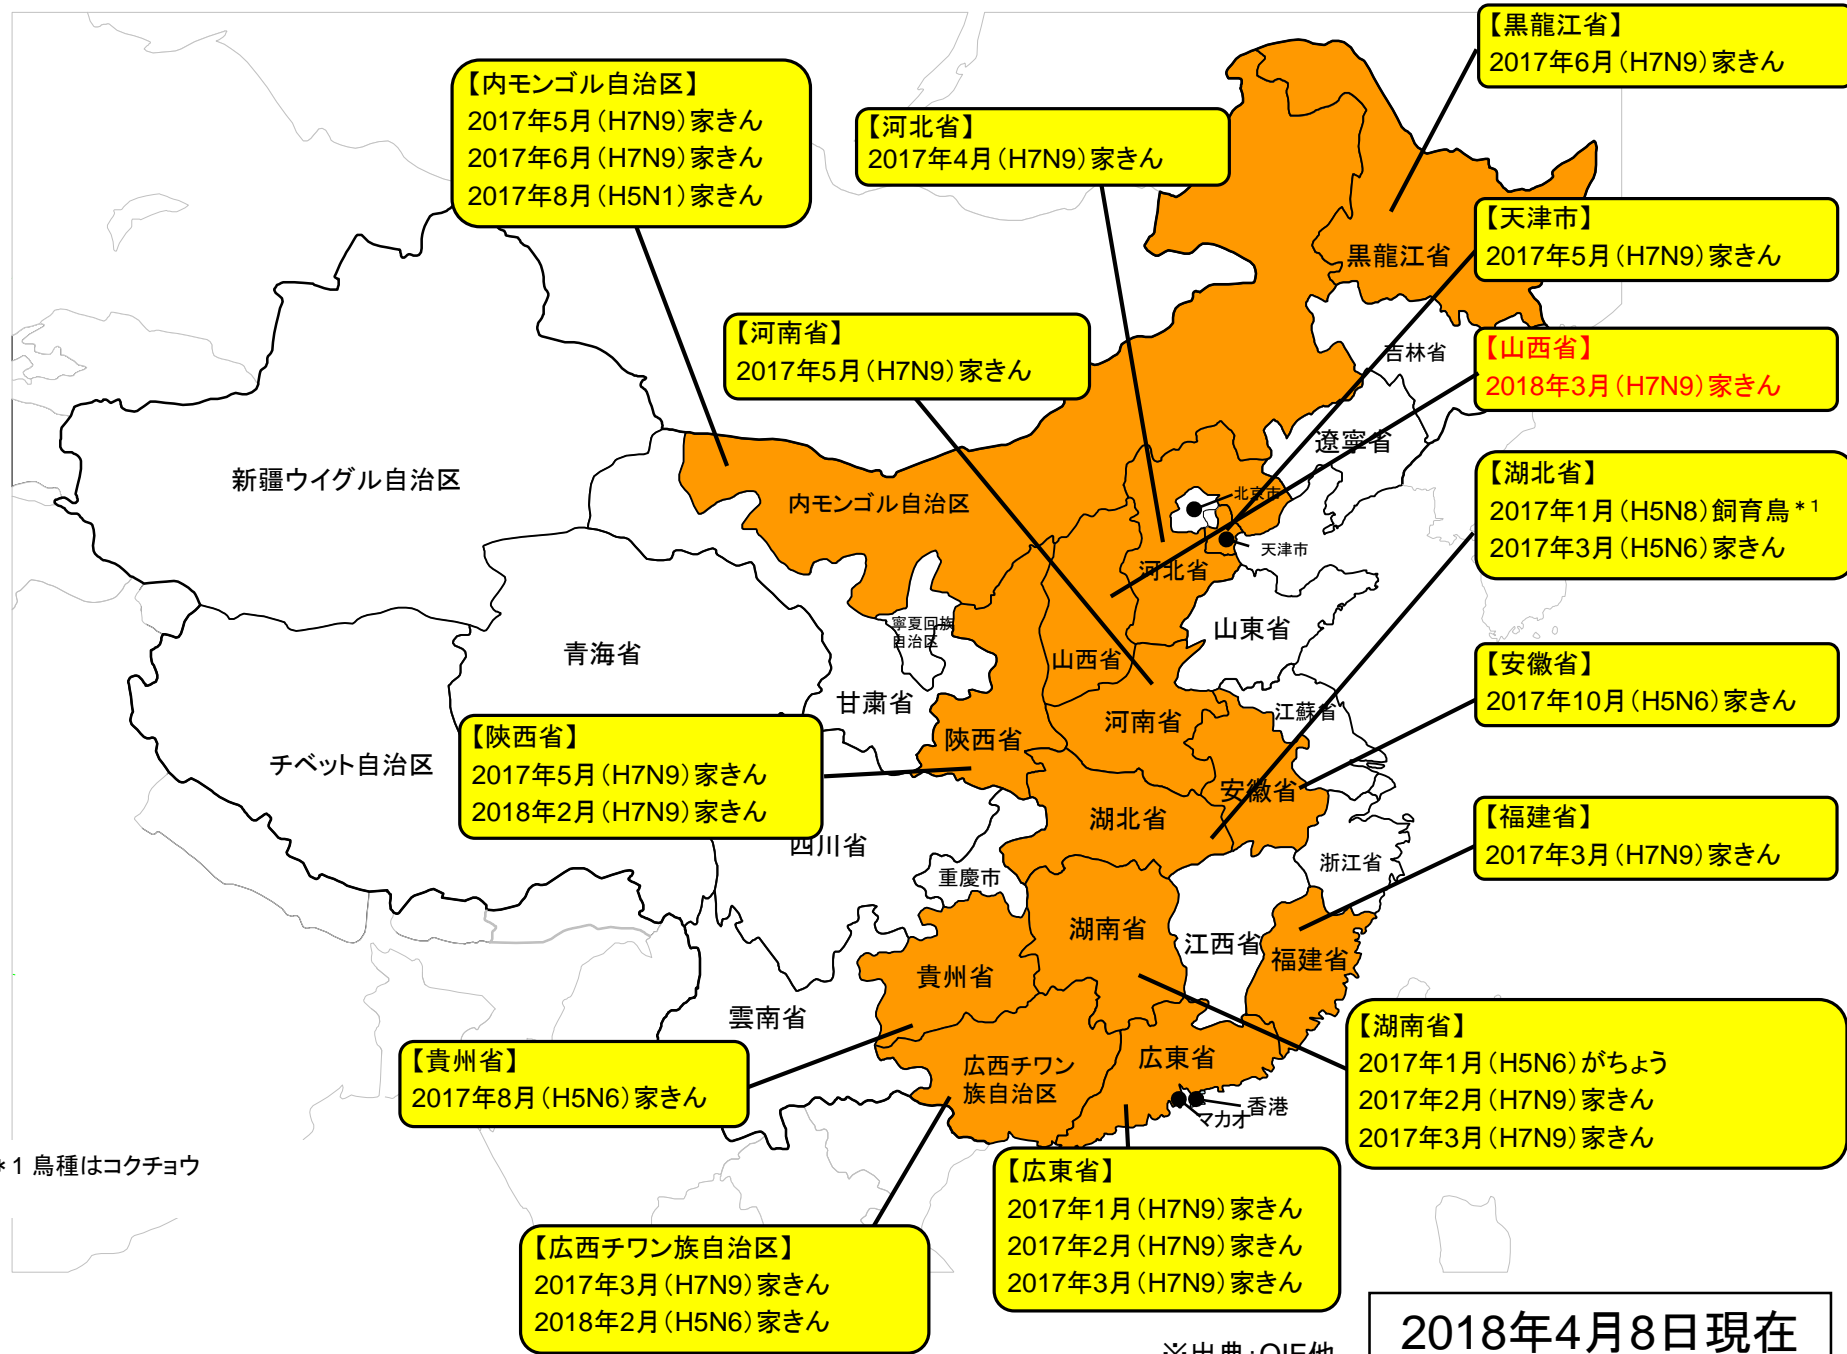 【黒龍江省】
2017年6月（H7N9）家きん
【内モンゴル自治区】
2017年5月（H7N9）家きん
2017年6月（H7N9）家きん
2017年8月（H5N1）家きん
【河北省】
2017年4月（H7N9）家きん
【天津市】
2017年5月（H7N9）家きん
【河南省】
2017年5月（H7N9）家きん
【山西省】
2018年3月（H7N9）家きん
【湖北省】
2017年1月（H5N8）飼育鳥*1
2017年3月（H5N6）家きん
【安徽省】
2017年10月（H5N6）家きん
【陝西省】
2017年5月（H7N9）家きん
2018年2月（H7N9）家きん
【福建省】
2017年3月（H7N9）家きん
【湖南省】
2017年1月（H5N6）がちょう
2017年2月（H7N9）家きん
2017年3月（H7N9）家きん
【貴州省】
2017年8月（H5N6）家きん
【広東省】
2017年1月（H7N9）家きん
2017年2月（H7N9）家きん
2017年3月（H7N9）家きん
【広西チワン族自治区】
2017年3月（H7N9）家きん
2018年2月（H5N6）家きん
黒龍江省
吉林省
遼寧省
新疆ウイグル自治区
内モンゴル自治区
北京市
天津市
河北省
寧夏回族
自治区
山東省
青海省
山西省
甘粛省
江蘇省
河南省
陝西省
チベット自治区
安徽省
湖北省
四川省
浙江省
重慶市
湖南省
江西省
福建省
貴州省
雲南省
広東省
広西チワン
族自治区
香港
マカオ
*1 鳥種はコクチョウ
※出典：OIE他
2018年4月8日現在